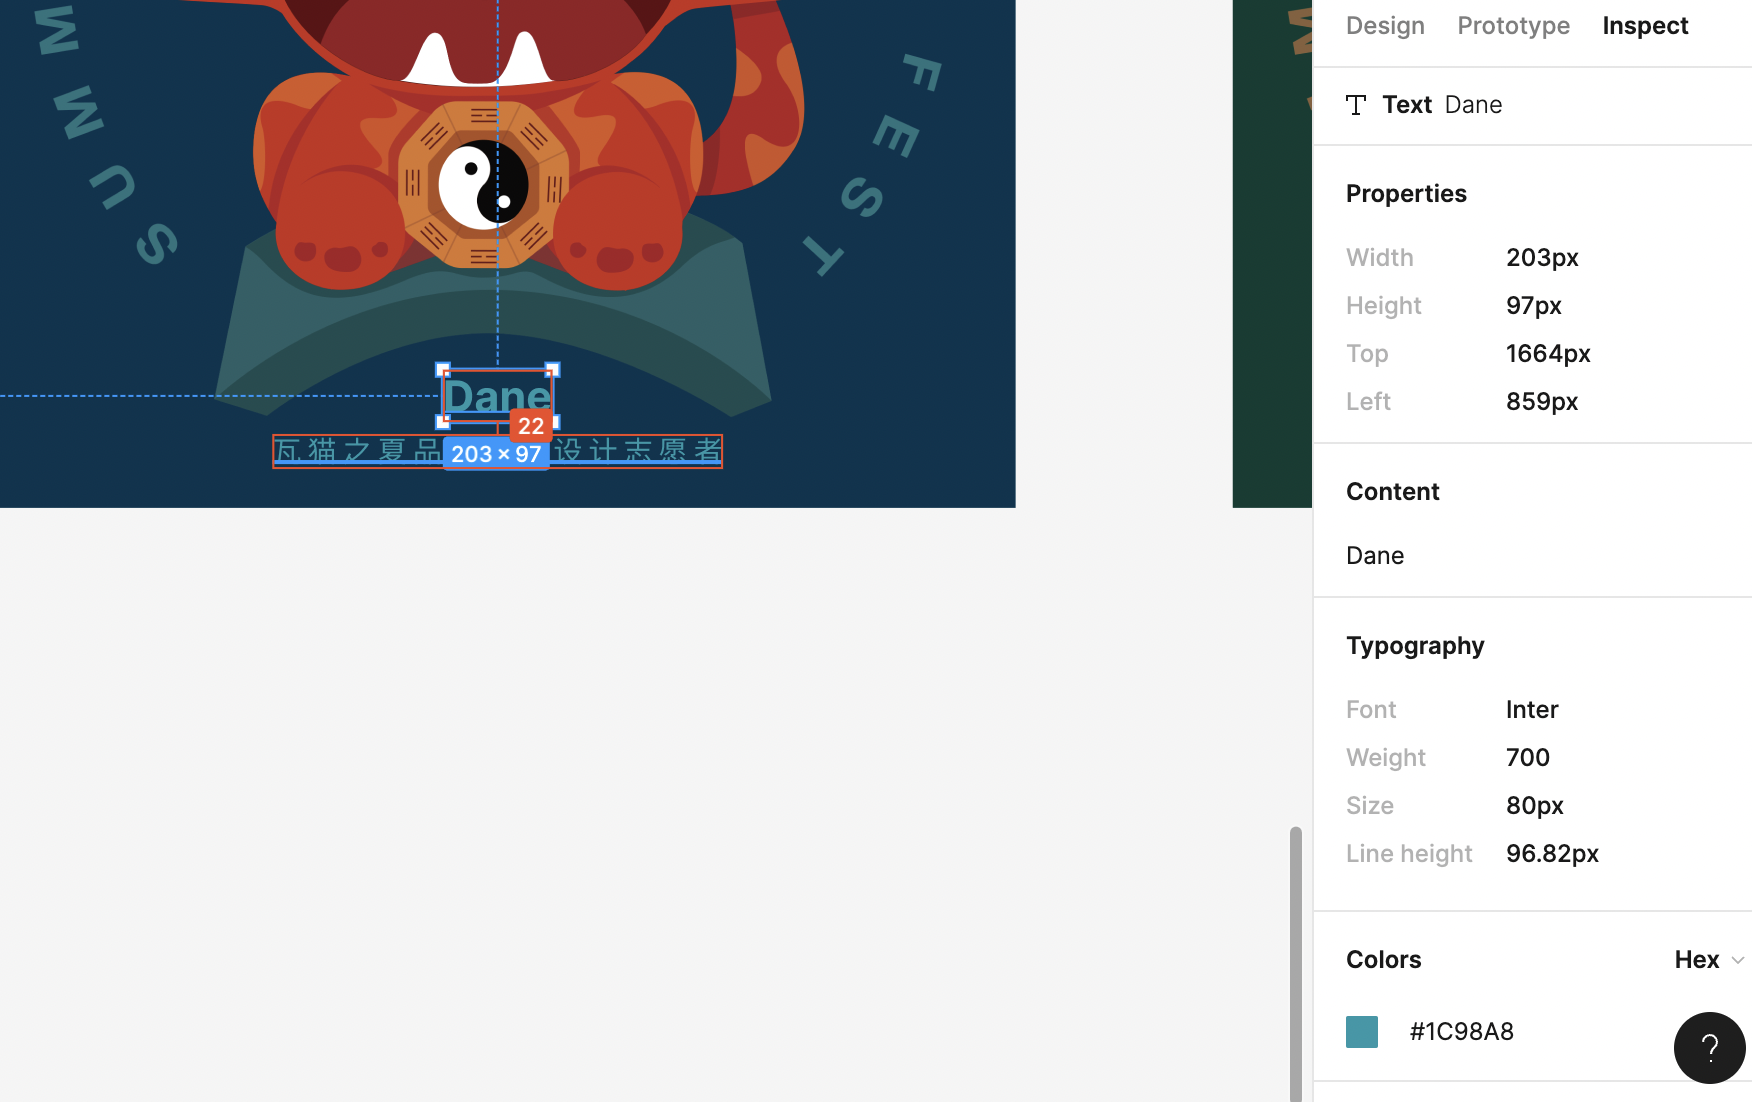 Design Prototype Inspect
Text Dane
Properties
Width 203px
Height 97px
Top 1664px
Left 859px
Content
Dane
Typography
Font Inter
Weight 700
Size 80px
Line height 96.82px
Colors Hex
#1C98A8
?
MMUS
FEST
Dane
22
203 × 97
瓦猫之夏品
设计志愿者